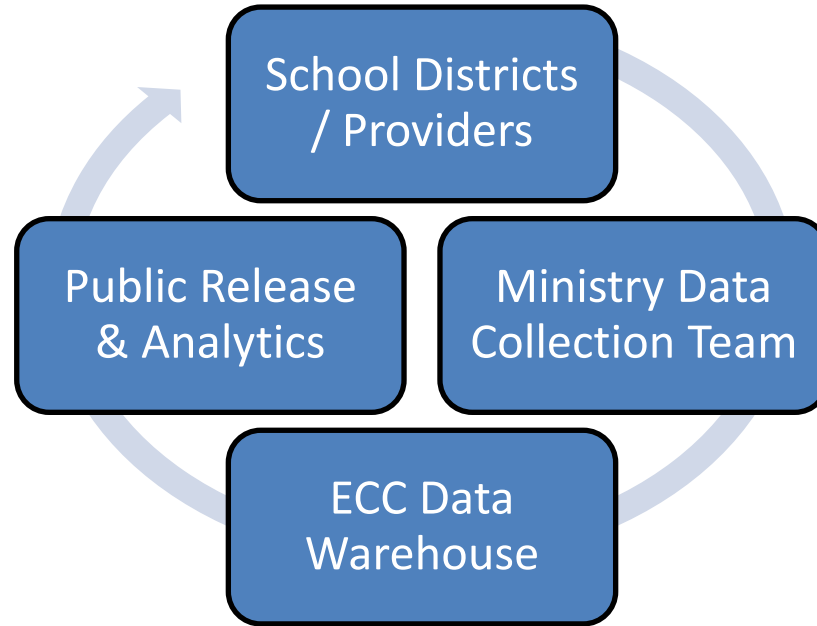 School Districts
/ Providers
Public Release
& Analytics
Ministry Data
Collection Team
ECC Data
Warehouse